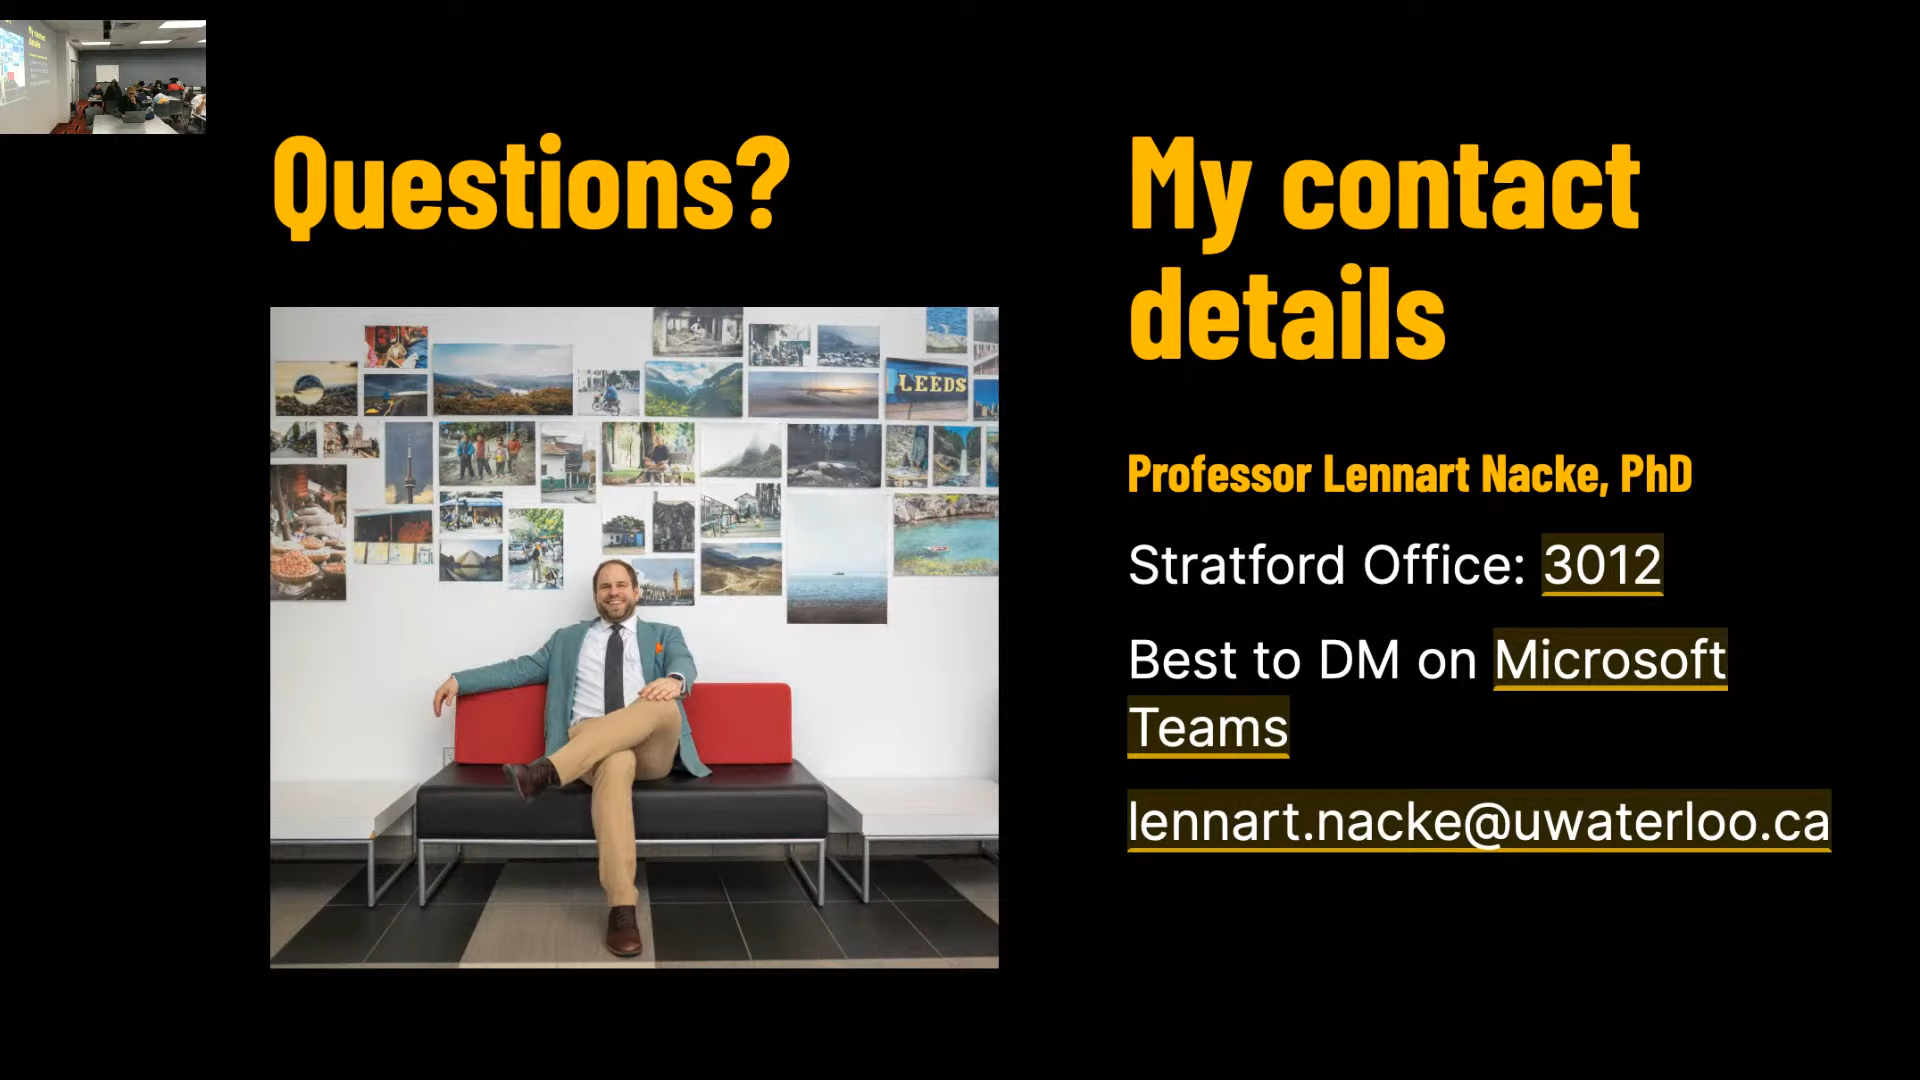 Questions?
My contact
details
LEEDS
Professor Lennart Nacke, PhD
Stratford Office: 3012
Best to DM on Microsoft
Teams
lennart.nacke@uwaterloo.ca